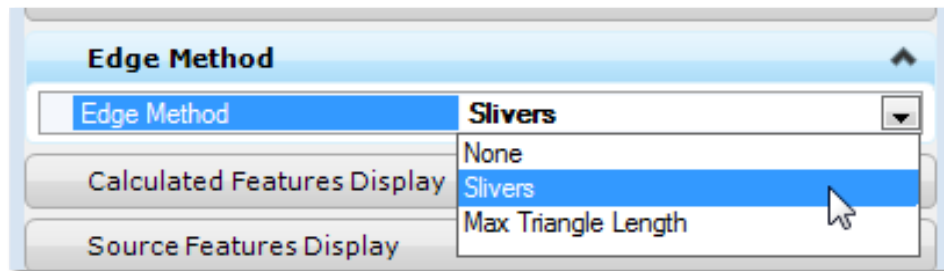 Edge Method
Edge Method Slivers
None
Calculated Features Display Slivers
Max Triangle Length
Source Features Display